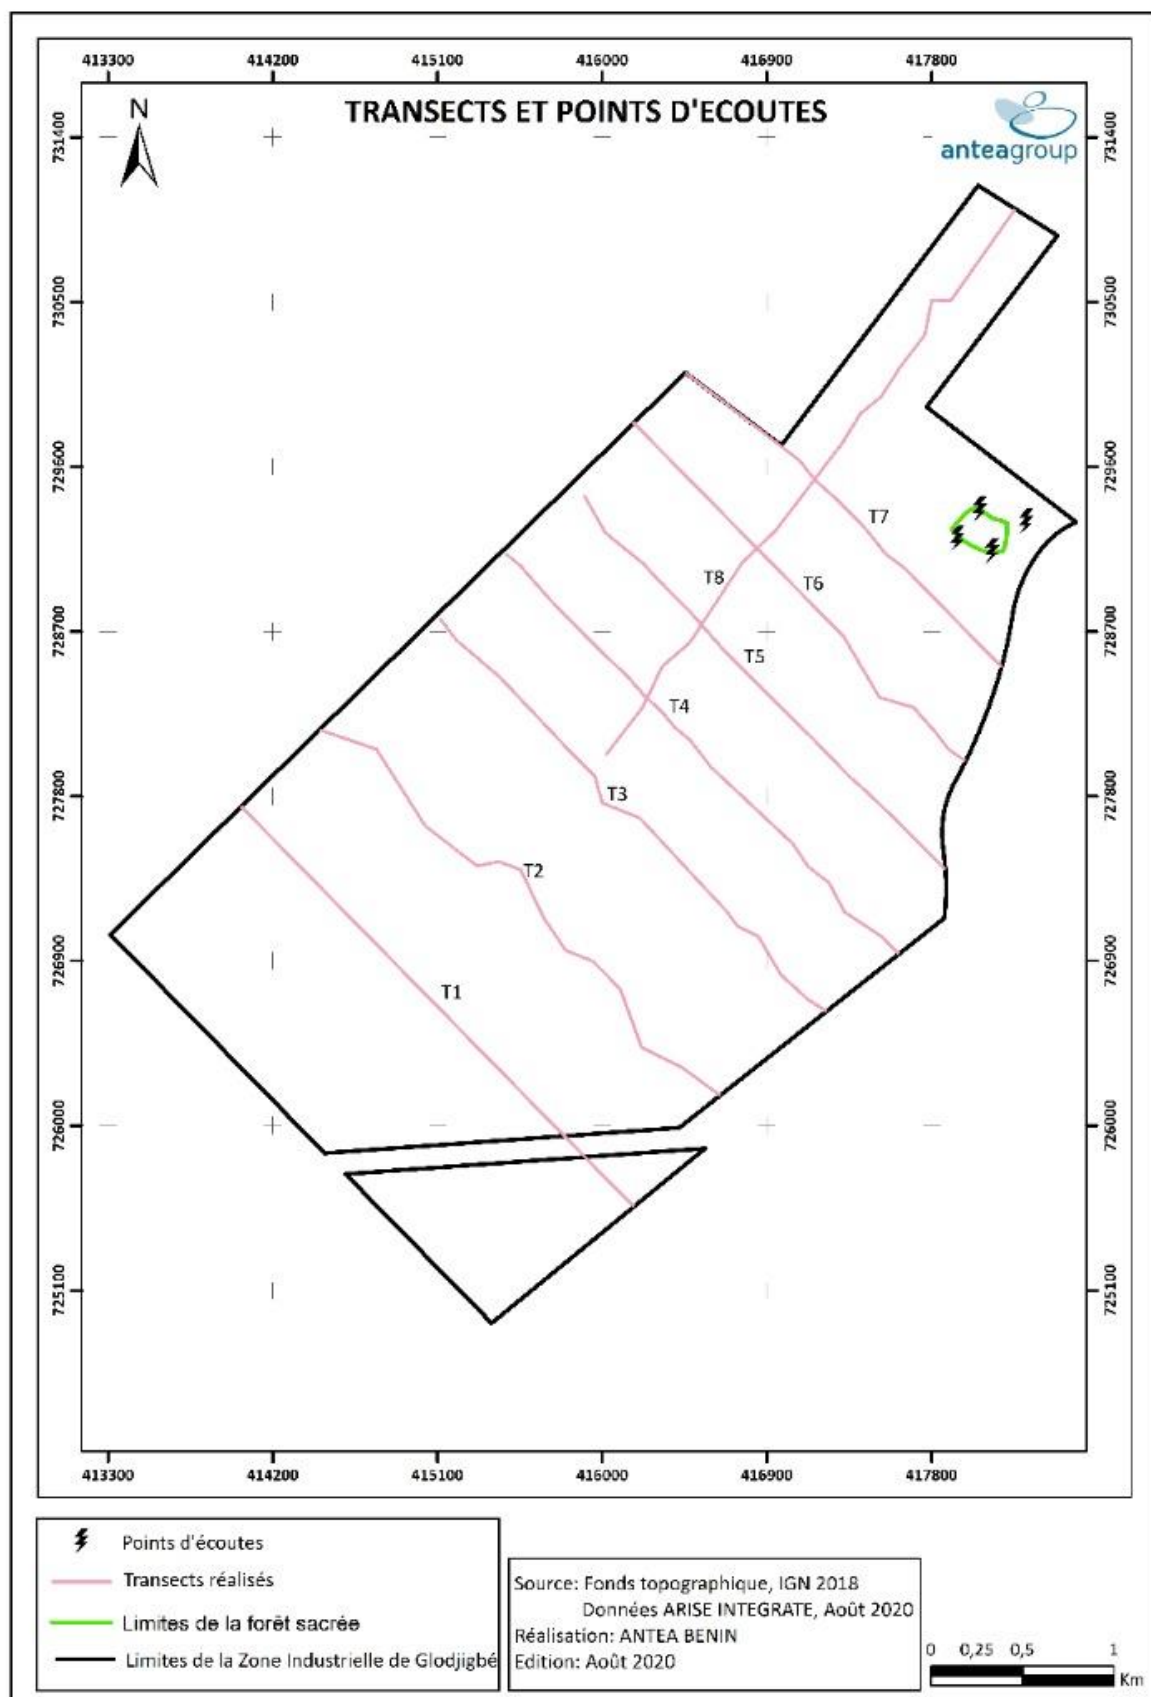 413300 414200 415100 416000 416900 417800
N
TRANSECTS ET POINTS D'ECOUTES
anteagroup
731400 731400
730500 730500
729600 729600
T7
T8
T6
728700 728700
T5
T4
727800 727800
T3
T2
726900 726900
T1
726000 726000
725100 725100
413300 414200 415100 416000 416900 417800
Points d'écoutes
Transects réalisés
Limites de la forêt sacrée
Limites de la Zone Industrielle de Glodjigbé
Source: Fonds topographique, IGN 2018
Données ARISE INTEGRATE, Août 2020
Réalisation: ANTEA BENIN
Edition: Août 2020
0 0,25 0,5 1
Km